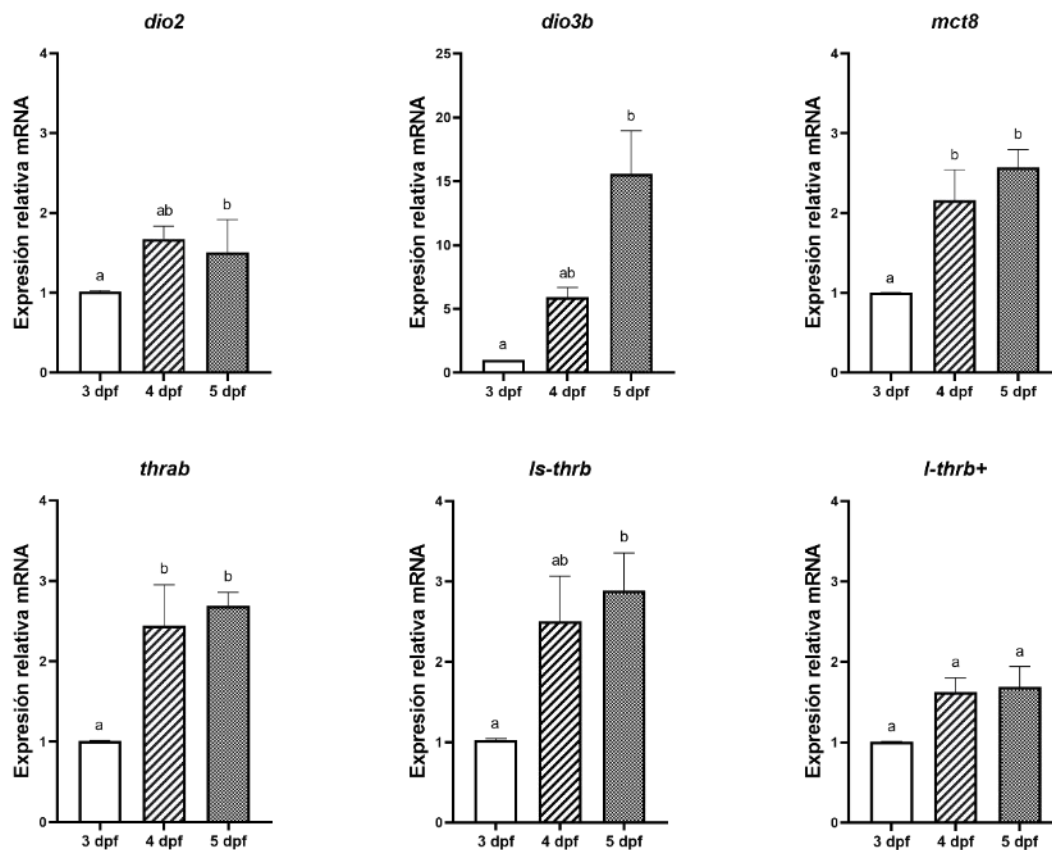 dio2
Expresión relativa mRNA
4
3
2
1
0
a
ab
b
3 dpf 4 dpf 5 dpf
dio3b
Expresión relativa mRNA
25
20
15
10
5
0
a
ab
b
3 dpf 4 dpf 5 dpf
mct8
Expresión relativa mRNA
4
3
2
1
0
a
b
b
3 dpf 4 dpf 5 dpf
thrab
Expresión relativa mRNA
4
3
2
1
0
a
b
b
3 dpf 4 dpf 5 dpf
ls-thrb
Expresión relativa mRNA
4
3
2
1
0
a
ab
b
3 dpf 4 dpf 5 dpf
l-thrb+
Expresión relativa mRNA
4
3
2
1
0
a
a
a
3 dpf 4 dpf 5 dpf